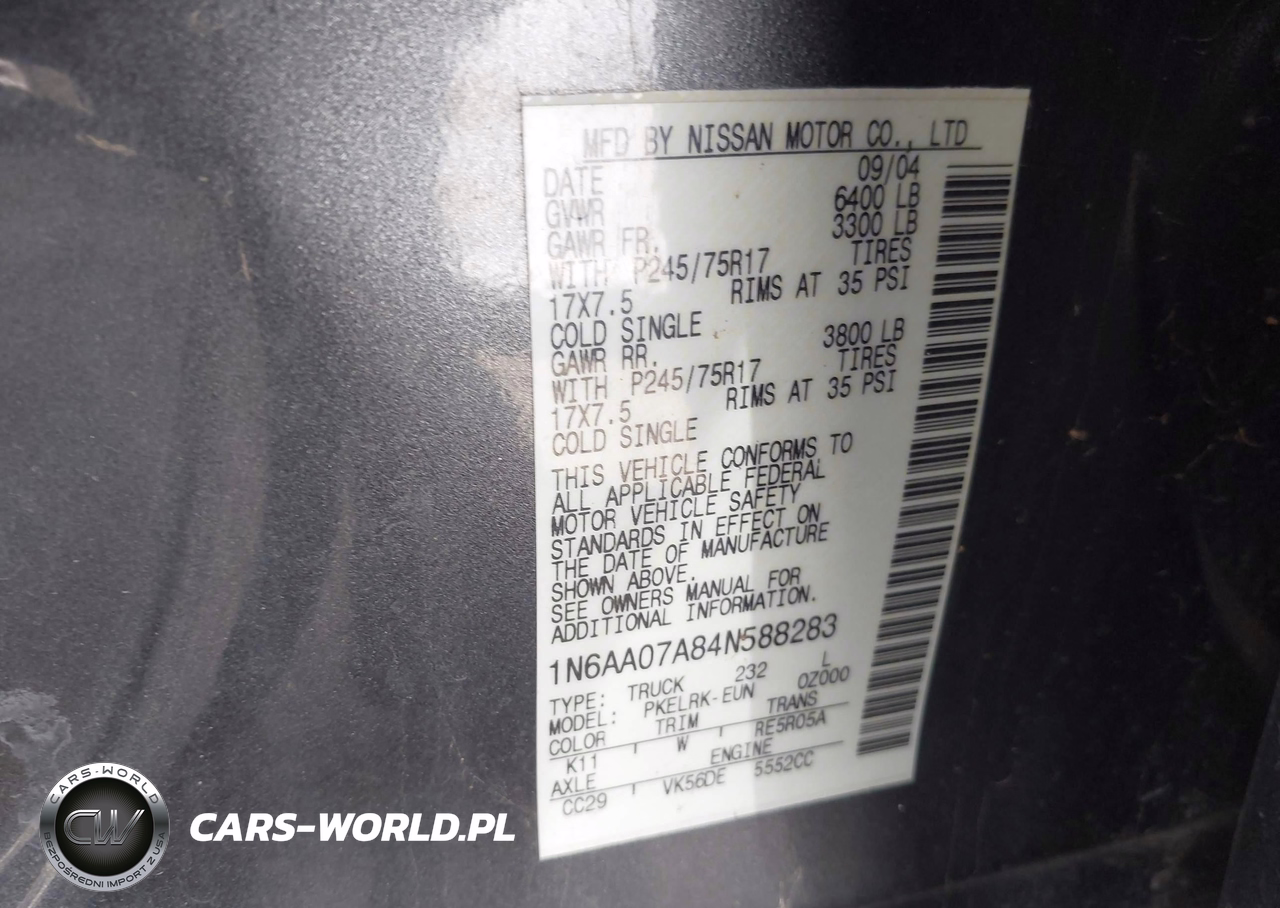 MFD BY NISSAN MOTOR CO., LTD
DATE 09/04
GVWR 6400 LB
GAWR FR. 3300 LB
WITH P245/75R17 TIRES
17X7.5 RIMS AT 35 PSI
COLD SINGLE
GAWR RR. 3800 LB
WITH P245/75R17 TIRES
17X7.5 RIMS AT 35 PSI
COLD SINGLE
THIS VEHICLE CONFORMS TO
ALL APPLICABLE FEDERAL
MOTOR VEHICLE SAFETY
STANDARDS IN EFFECT ON
THE DATE OF MANUFACTURE
SHOWN ABOVE.
SEE OWNERS MANUAL FOR
ADDITIONAL INFORMATION.
1N6AA07A84N588283
TYPE: TRUCK 232 L
MODEL: PKELRK-EUN 0Z000
COLOR TRIM TRANS
K11 W RE5R05A
AXLE ENGINE
CC29 VK56DE 5552CC
CARS-WORLD
CW
BEZPOŚREDNI IMPORT Z USA
CARS-WORLD.PL